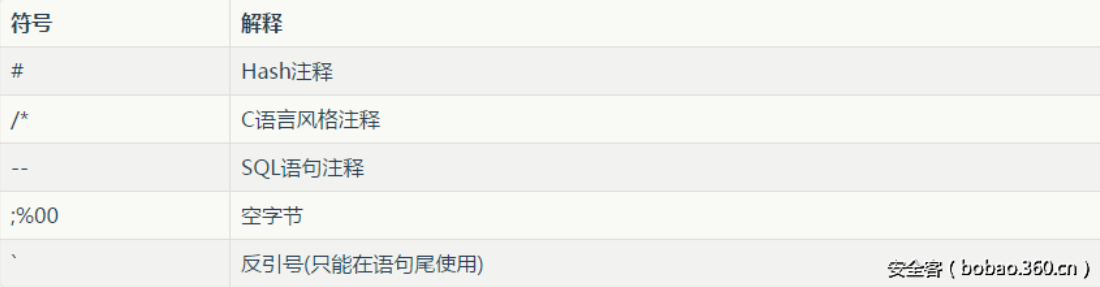 符号 解释
# Hash注释
/* C语言风格注释
-- SQL语句注释
;%00 空字节
` 反引号(只能在语句尾使用)
安全客（bobao.360.cn）